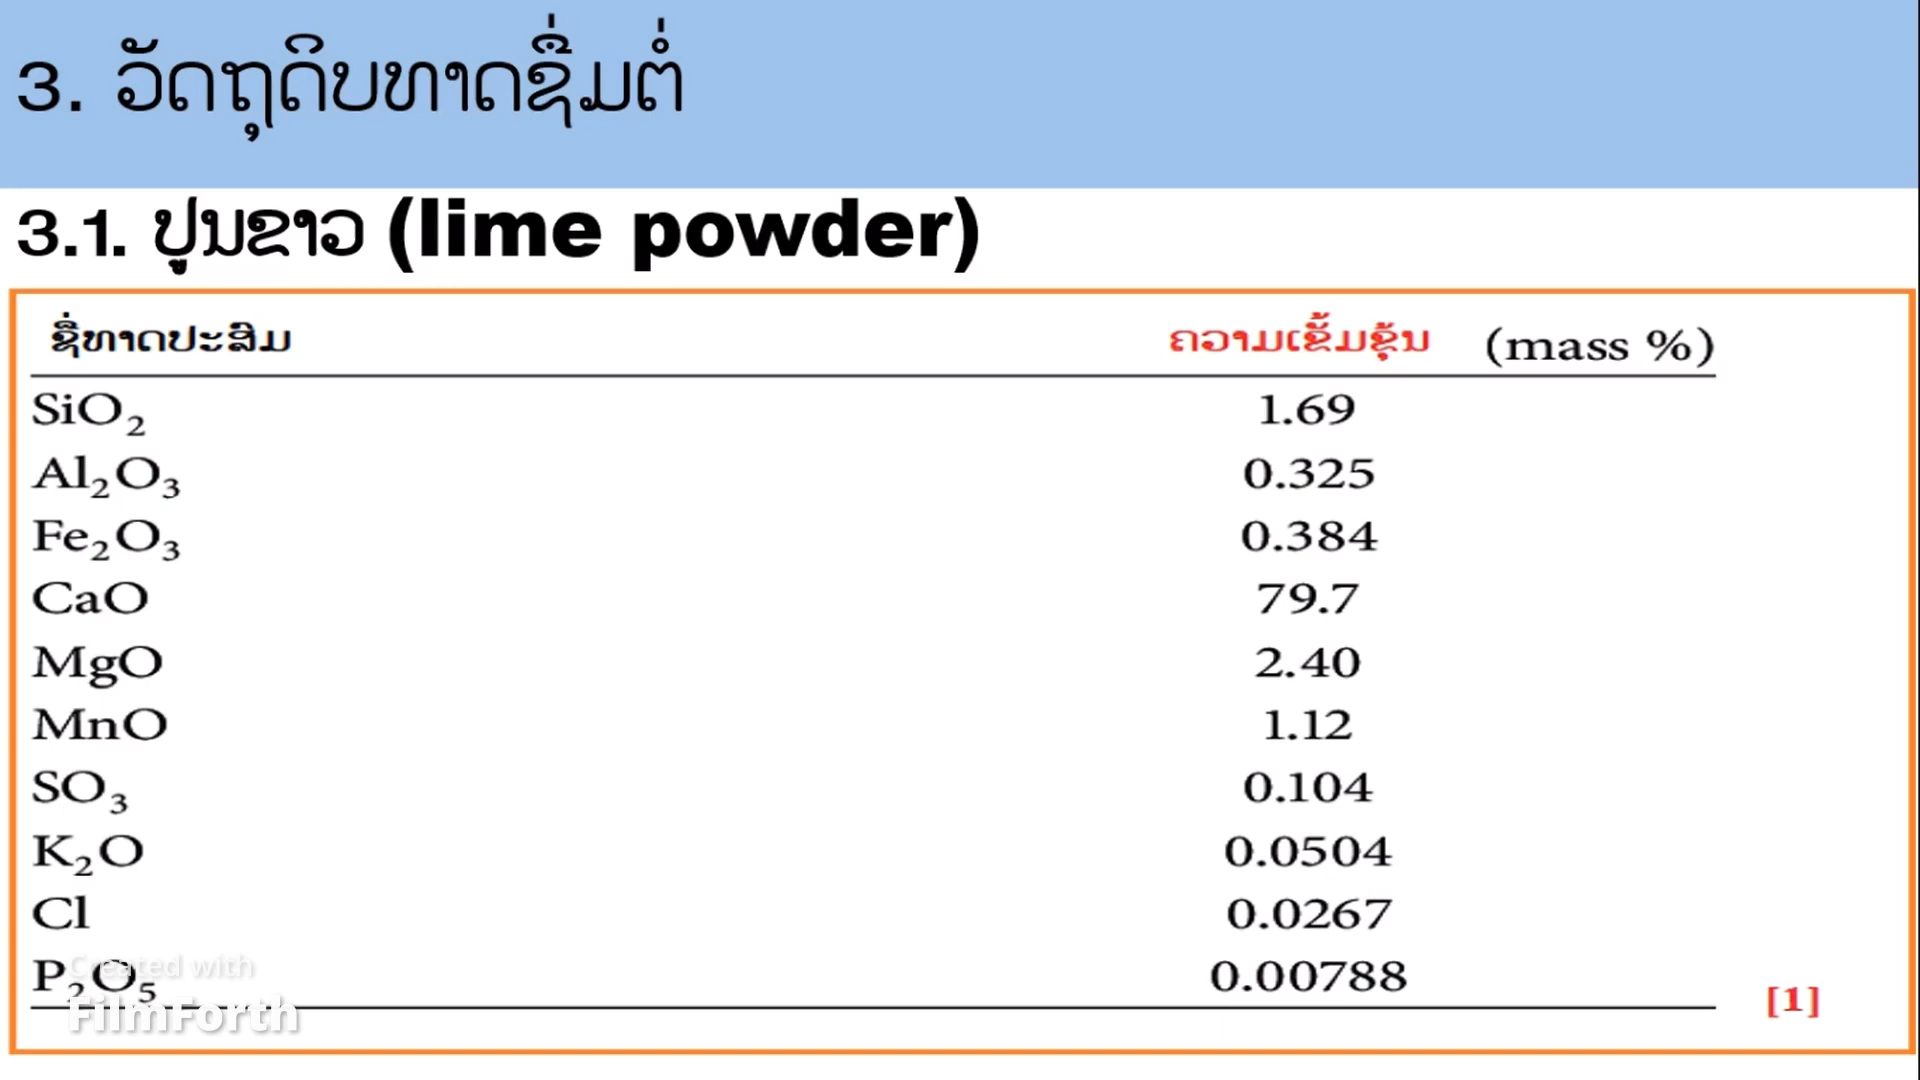 3. ວັດຖຸດິບທາດຊື່ມຕໍ່
3.1. ປູນຂາວ (lime powder)
ຊື່ທາດປະສົມ ຄວາມເຂັ້ມຂຸ້ນ (mass %)
SiO₂ 1.69
Al₂O₃ 0.325
Fe₂O₃ 0.384
CaO 79.7
MgO 2.40
MnO 1.12
SO₃ 0.104
K₂O 0.0504
Cl 0.0267
P₂O₅ 0.00788
[1]
Created with
FilmForth